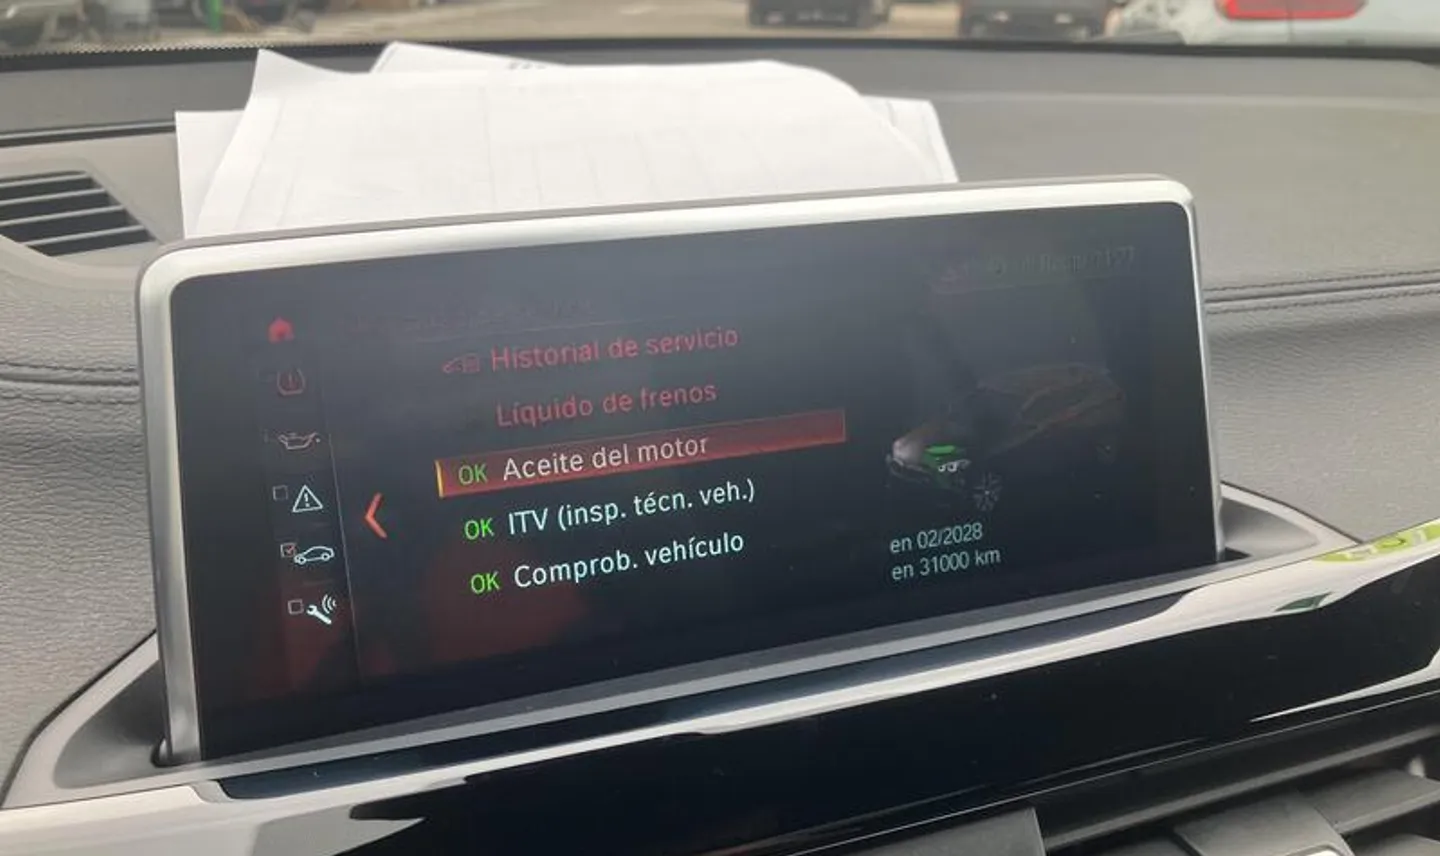 Historial de servicio
Líquido de frenos
OK Aceite del motor
OK ITV (insp. técn. veh.)
OK Comprob. vehículo
en 02/2028
en 31000 km